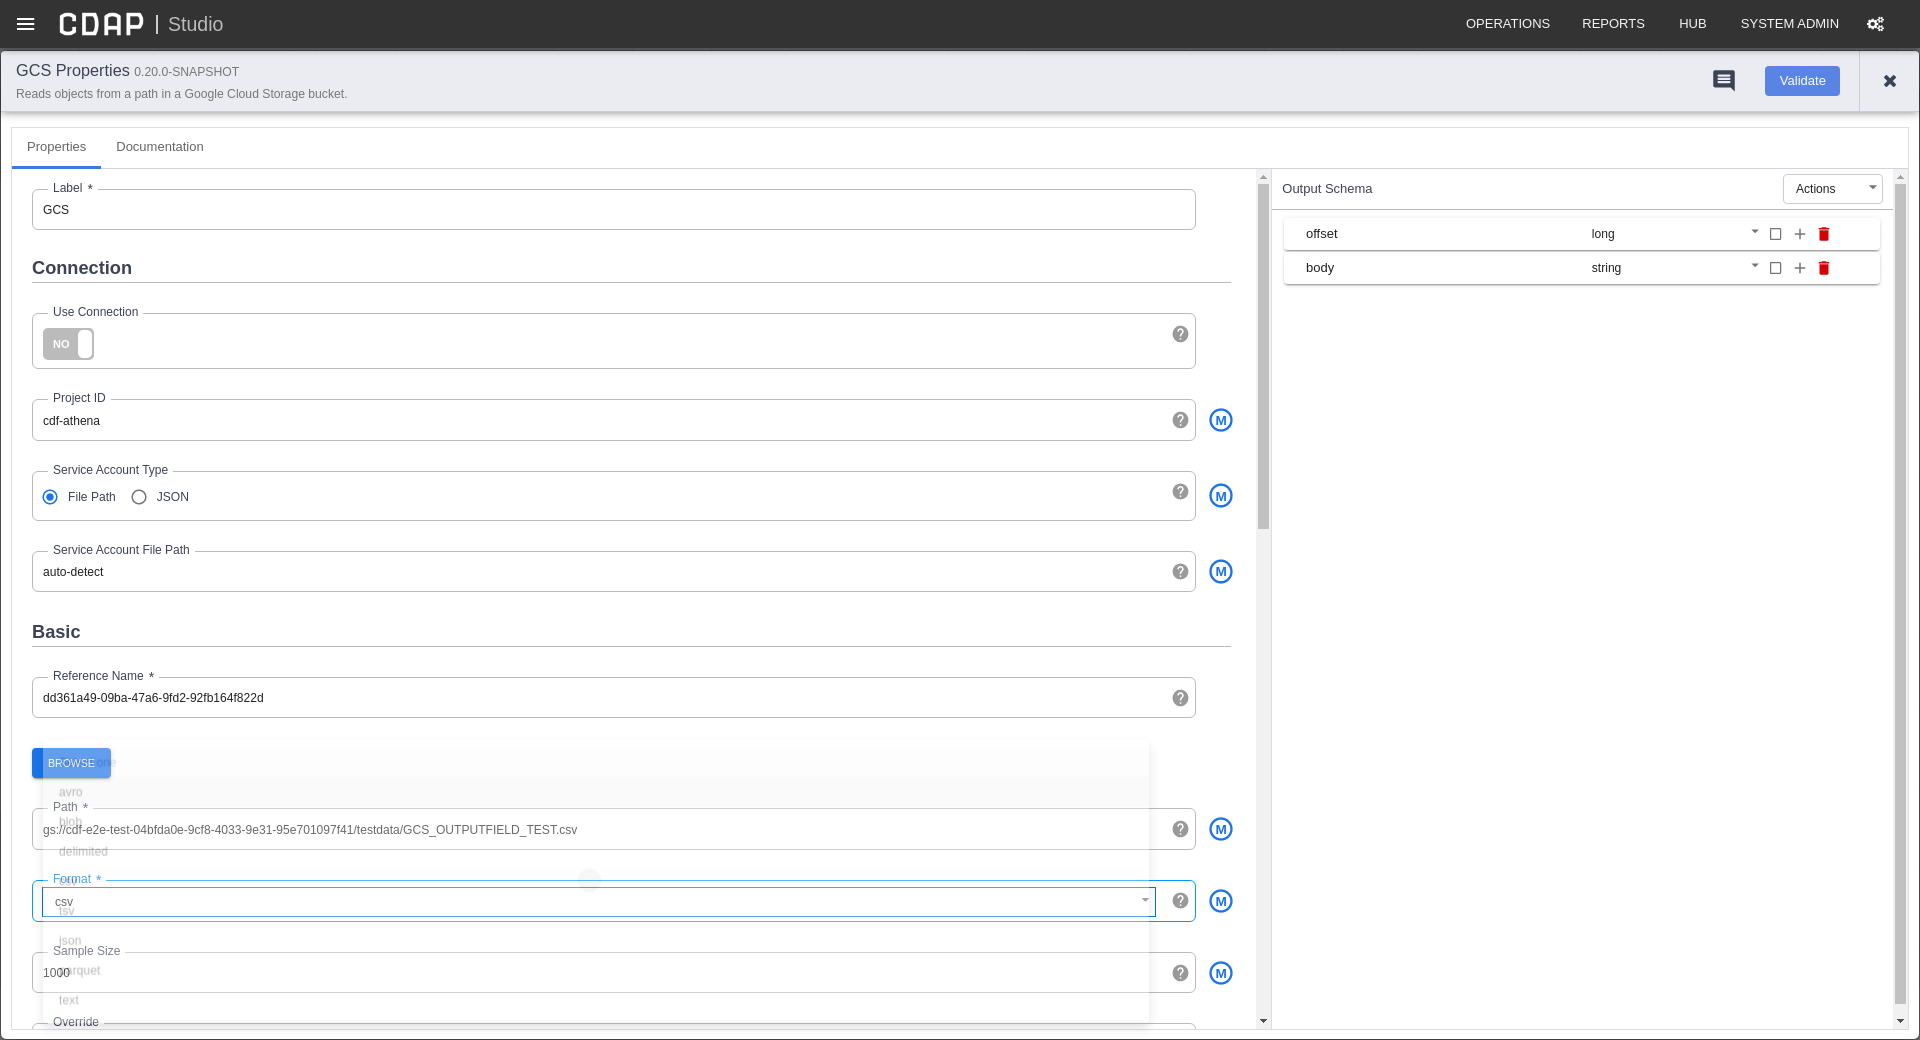 CDAP | Studio
OPERATIONS REPORTS HUB SYSTEM ADMIN
GCS Properties 0.20.0-SNAPSHOT
Reads objects from a path in a Google Cloud Storage bucket.
Validate
Properties Documentation
Label *
GCS
Connection
Use Connection
NO
Project ID
cdf-athena
M
Service Account Type
File Path JSON
M
Service Account File Path
auto-detect
M
Basic
Reference Name *
dd361a49-09ba-47a6-9fd2-92fb164f822d
BROWSE
avro
Path *
blob
gs://cdf-e2e-test-04bfda0e-9cf8-4033-9e31-95e701097f41/testdata/GCS_OUTPUTFIELD_TEST.csv
M
delimited
Format *
csv
csv
M
tsv
json
Sample Size
1000
parquet
M
text
Override
Output Schema
Actions
offset long
body string